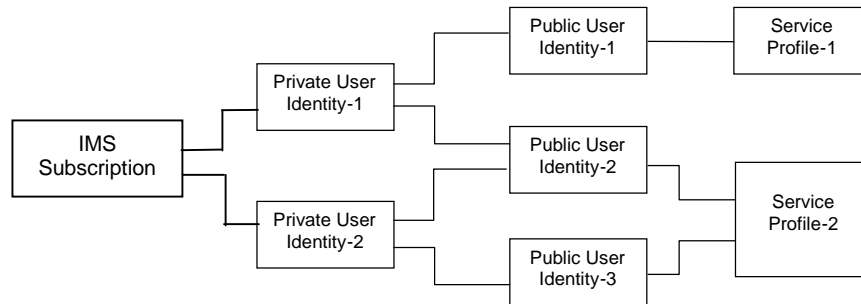 IMS
Subscription
Private User
Identity-1
Private User
Identity-2
Public User
Identity-1
Public User
Identity-2
Public User
Identity-3
Service
Profile-1
Service
Profile-2